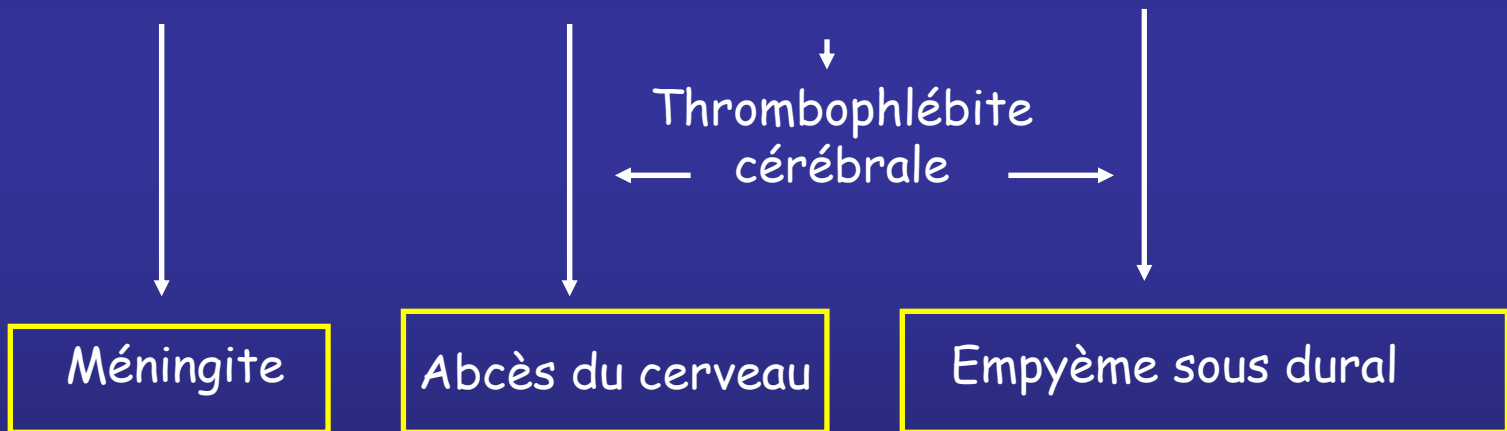 Thrombophlébite
cérébrale
Méningite
Abcès du cerveau
Empyème sous dural